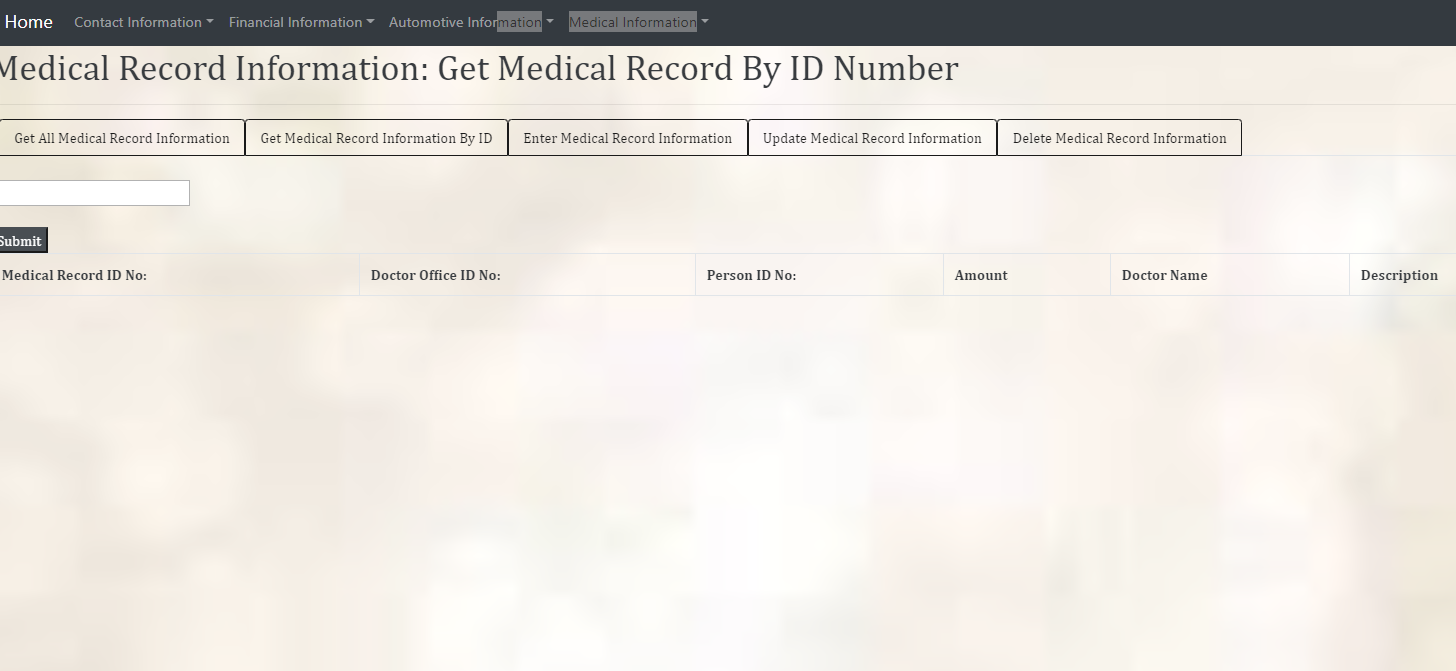 Home Contact Information Financial Information Automotive Information Medical Information
Medical Record Information: Get Medical Record By ID Number
Get All Medical Record Information Get Medical Record Information By ID Enter Medical Record Information Update Medical Record Information Delete Medical Record Information
Submit
Medical Record ID No: Doctor Office ID No: Person ID No: Amount Doctor Name Description